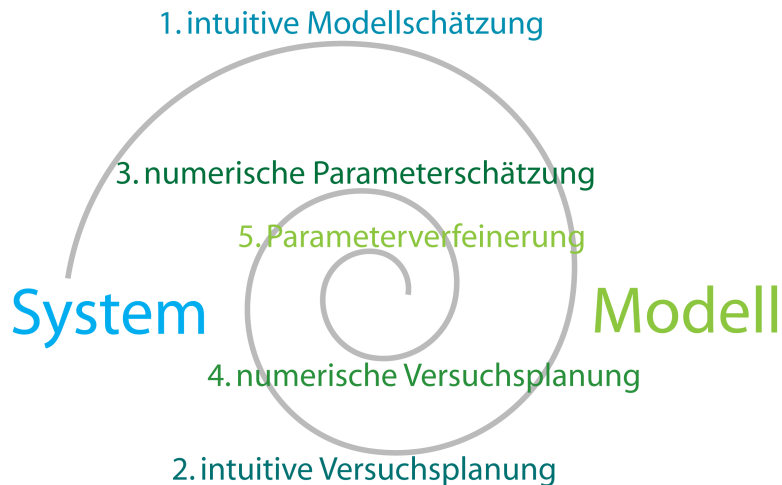 1. intuitive Modellschätzung
3. numerische Parameterschätzung
5. Parameterverfeinerung
System
Modell
4. numerische Versuchsplanung
2. intuitive Versuchsplanung